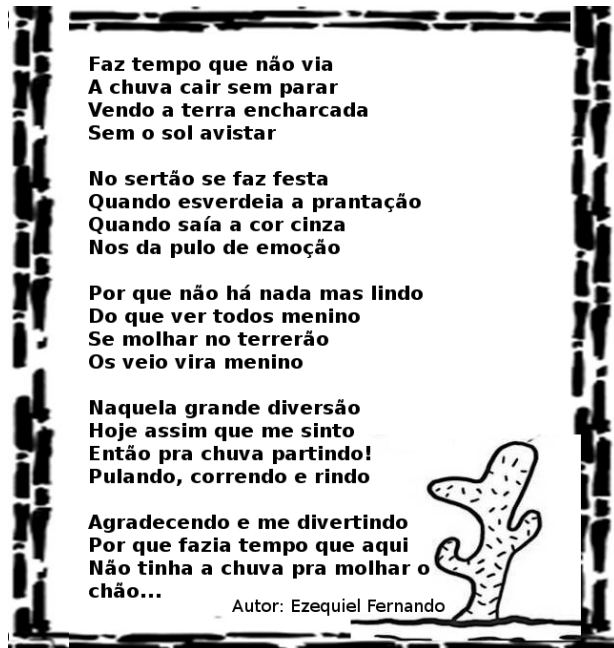 Faz tempo que não via
A chuva cair sem parar
Vendo a terra encharcada
Sem o sol avistar
No sertão se faz festa
Quando esverdeia a prantação
Quando saía a cor cinza
Nos da pulo de emoção
Por que não há nada mas lindo
Do que ver todos menino
Se molhar no terrerão
Os veio vira menino
Naquela grande diversão
Hoje assim que me sinto
Então pra chuva partindo!
Pulando, correndo e rindo
Agradecendo e me divertindo
Por que fazia tempo que aqui
Não tinha a chuva pra molhar o
chão...
Autor: Ezequiel Fernando